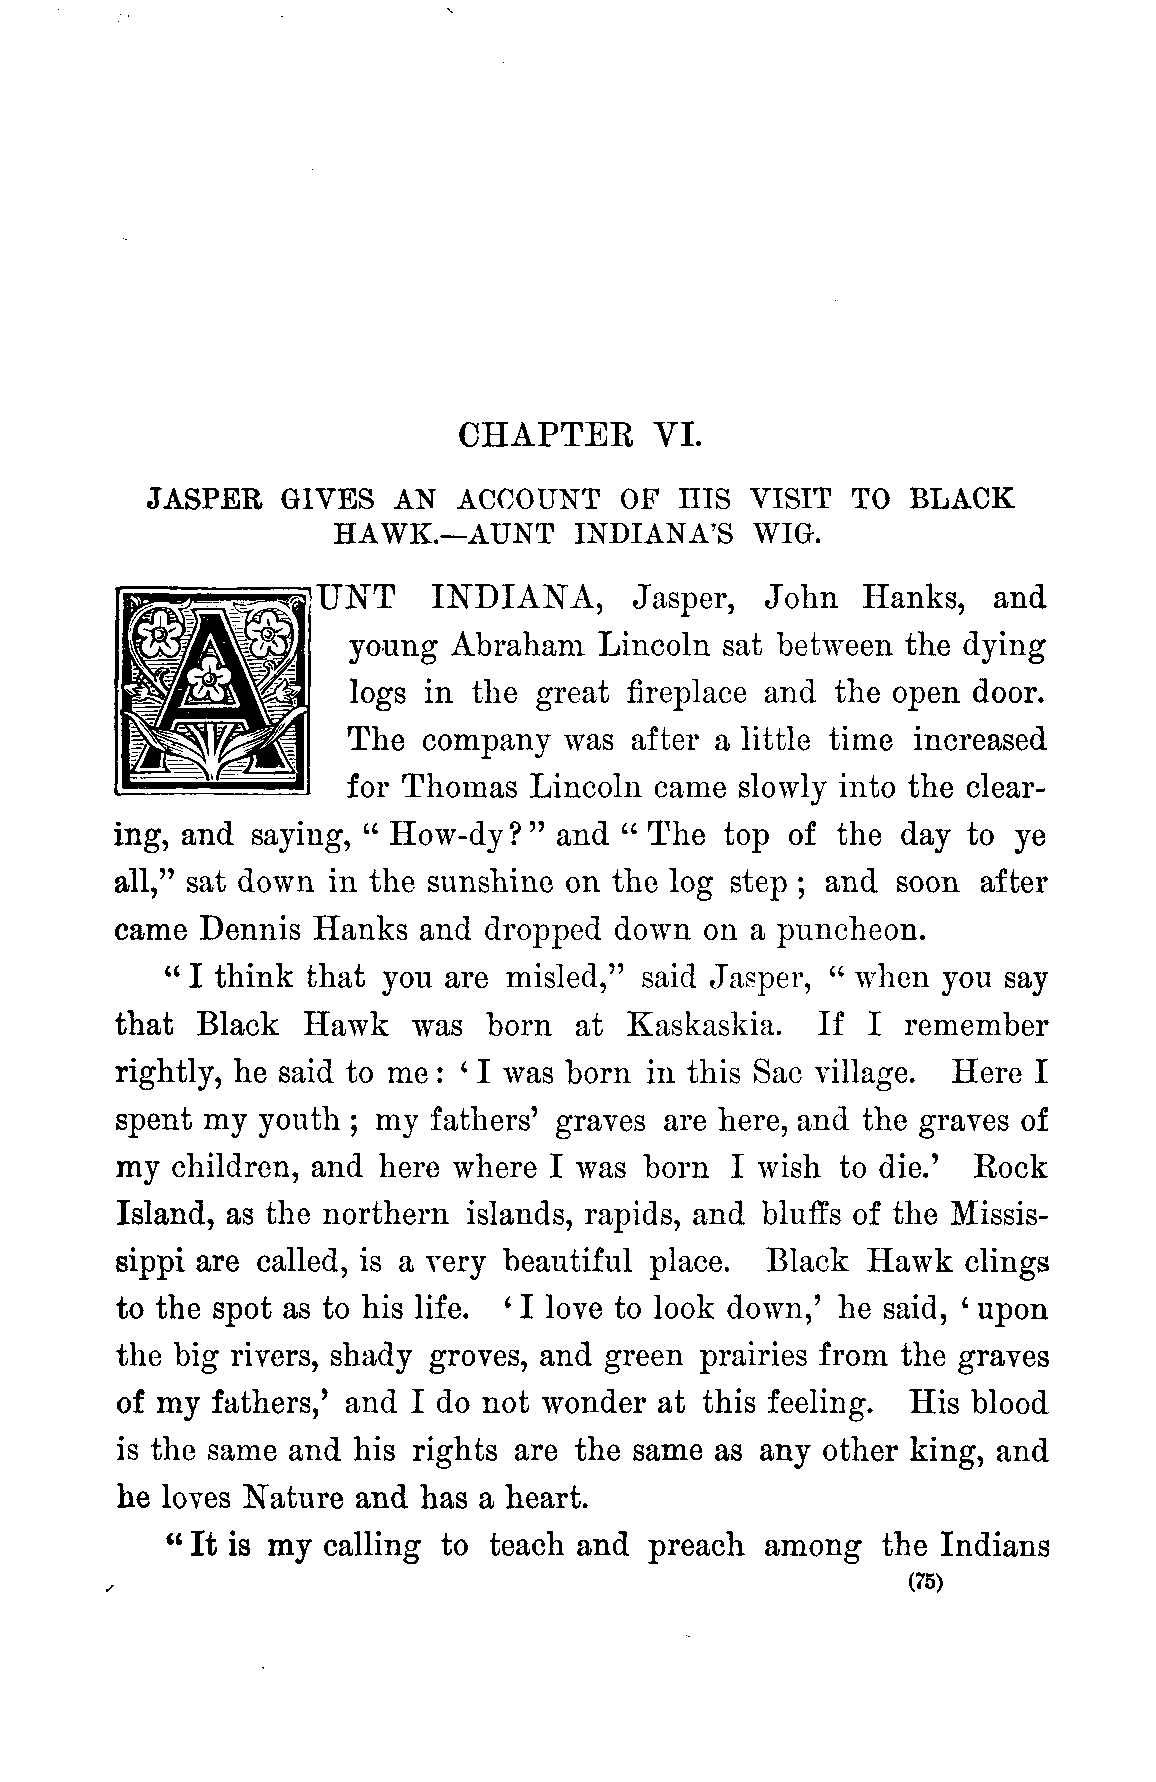 CHAPTER VI.
JASPER GIVES AN ACCOUNT OF HIS VISIT TO BLACK
HAWK.—AUNT INDIANA'S WIG.
AUNT INDIANA, Jasper, John Hanks, and
young Abraham Lincoln sat between the dying
logs in the great fireplace and the open door.
The company was after a little time increased
for Thomas Lincoln came slowly into the clear-
ing, and saying, “ How-dy? ” and “ The top of the day to ye
all,” sat down in the sunshine on the log step ; and soon after
came Dennis Hanks and dropped down on a puncheon.
“ I think that you are misled,” said Jasper, “ when you say
that Black Hawk was born at Kaskaskia. If I remember
rightly, he said to me : ‘ I was born in this Sac village. Here I
spent my youth ; my fathers’ graves are here, and the graves of
my children, and here where I was born I wish to die.’ Rock
Island, as the northern islands, rapids, and bluffs of the Missis-
sippi are called, is a very beautiful place. Black Hawk clings
to the spot as to his life. ‘ I love to look down,’ he said, ‘ upon
the big rivers, shady groves, and green prairies from the graves
of my fathers,’ and I do not wonder at this feeling. His blood
is the same and his rights are the same as any other king, and
he loves Nature and has a heart.
“ It is my calling to teach and preach among the Indians
(75)